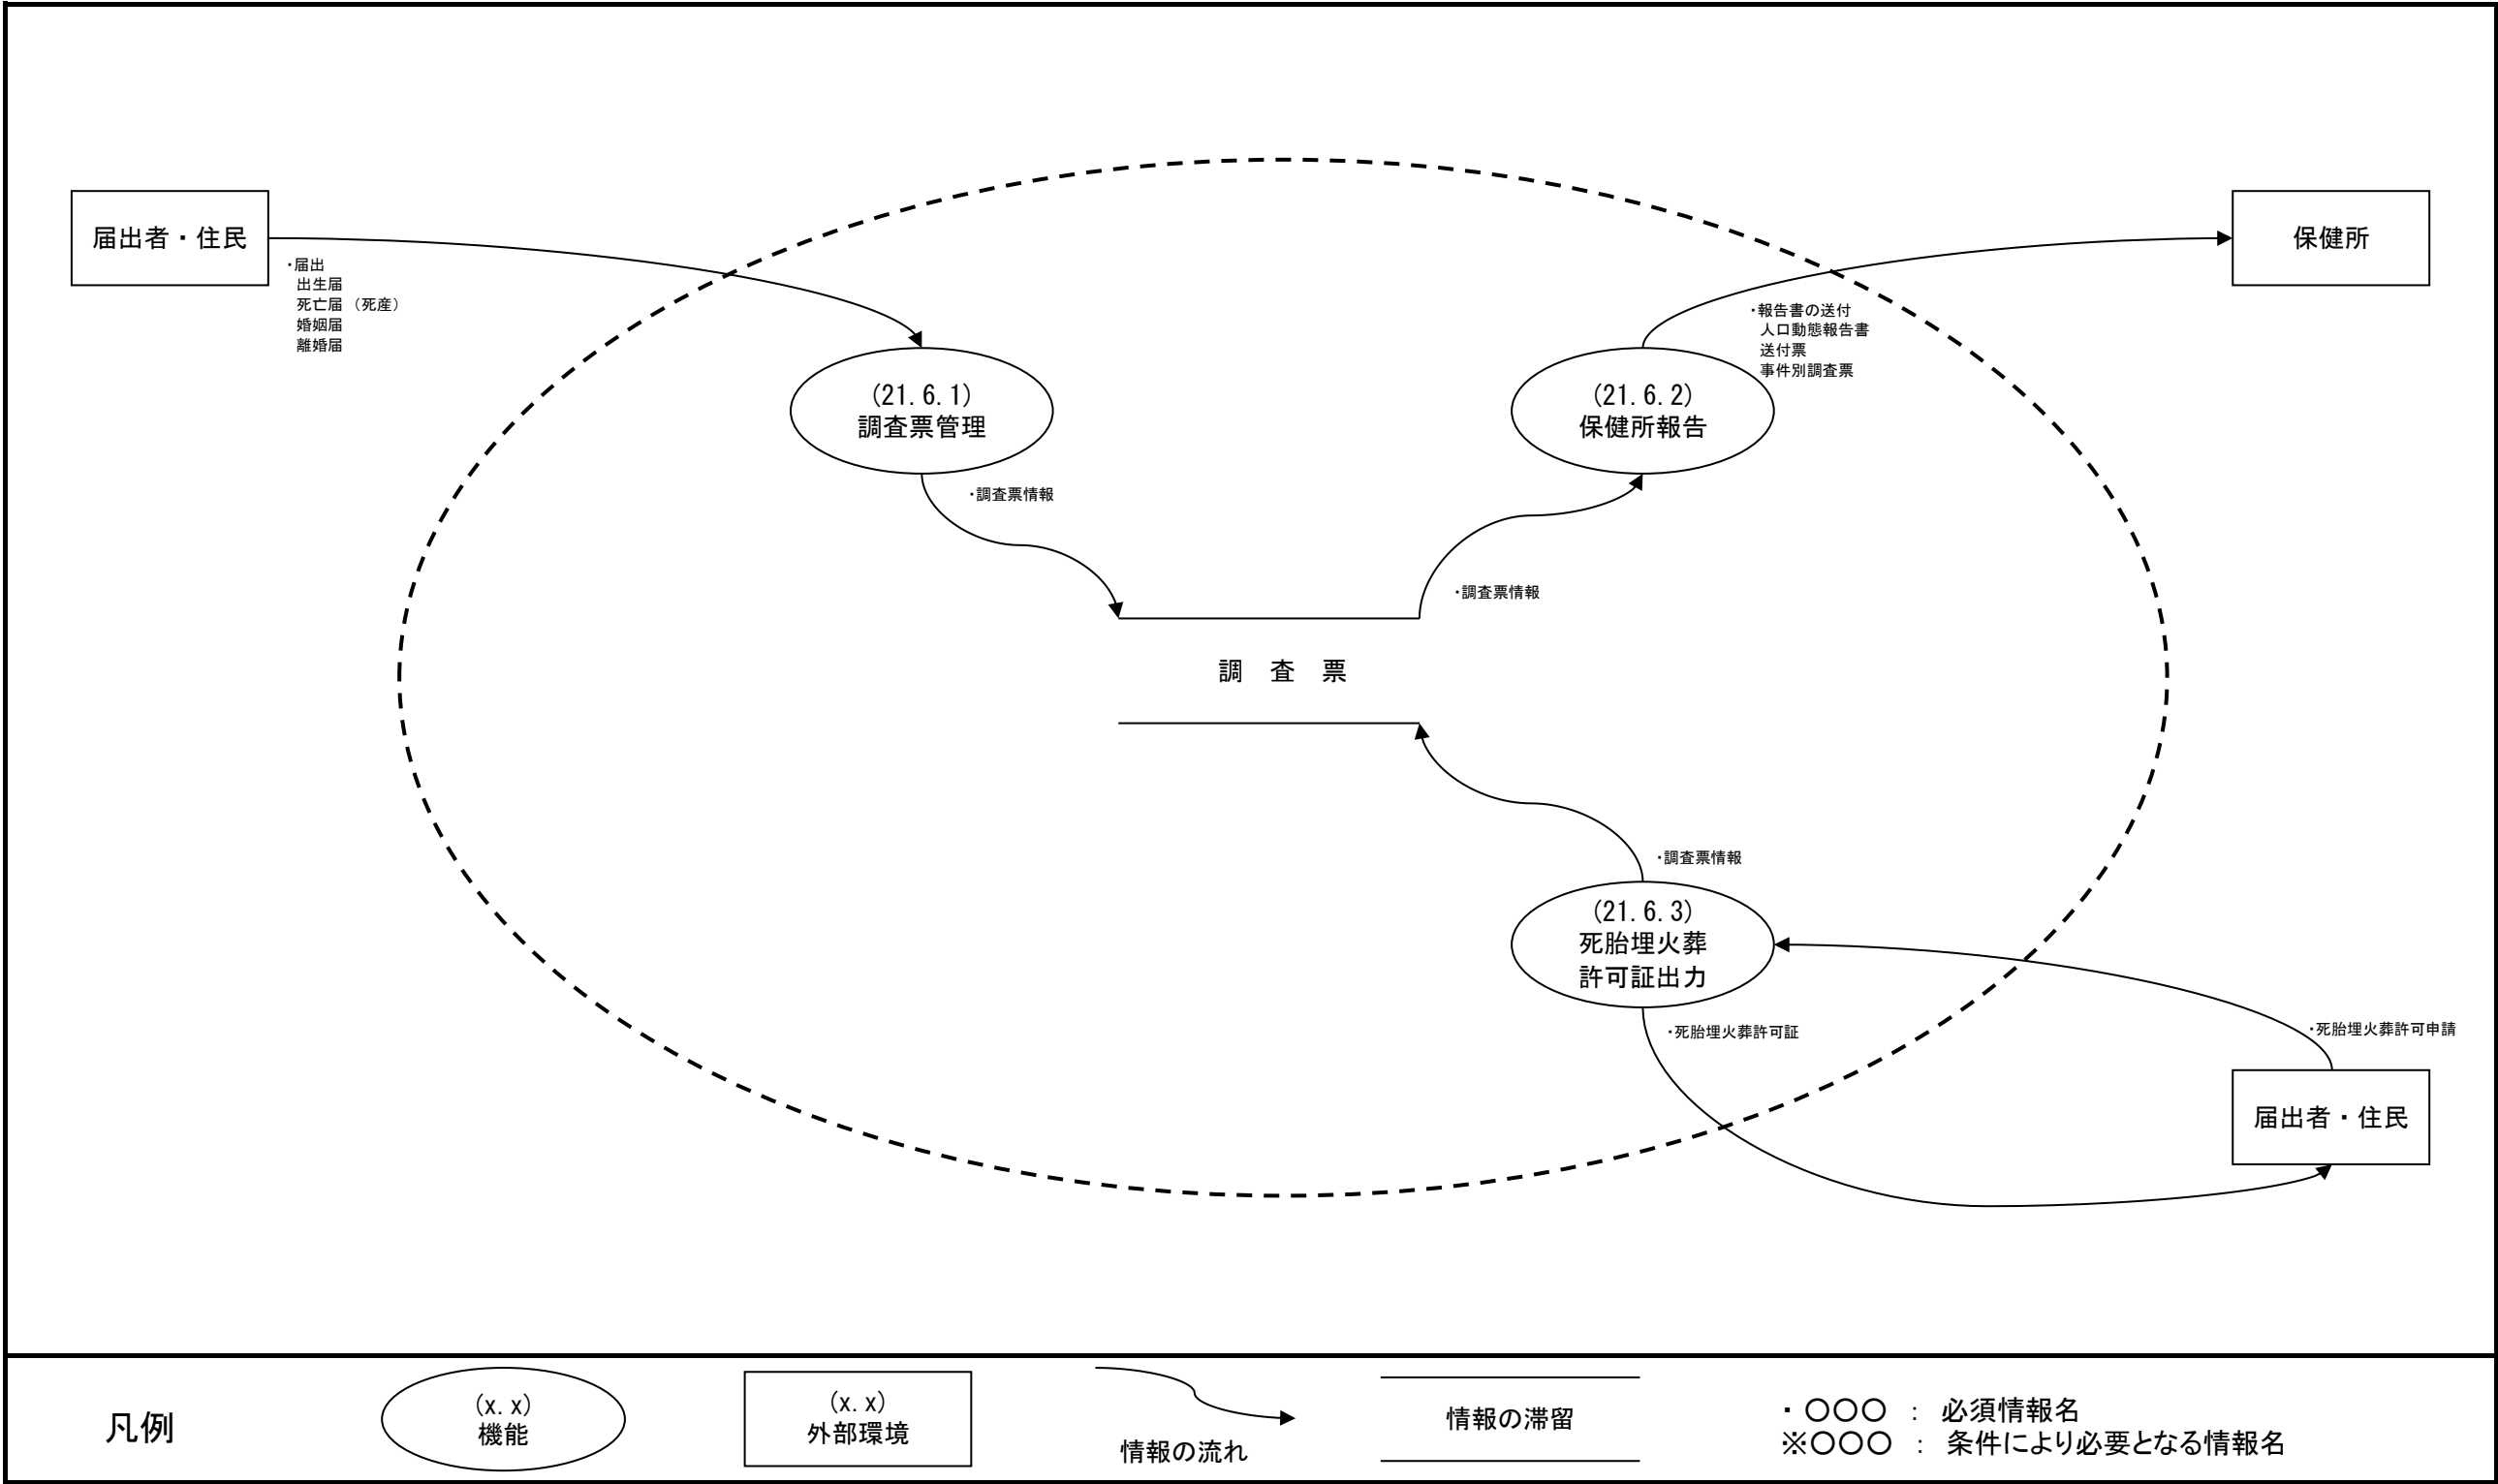 届出者・住民
・届出
出生届
死亡届（死産）
婚姻届
離婚届
保健所
・報告書の送付
人口動態報告書
送付票
事件別調査票
(21.6.1)
調査票管理
(21.6.2)
保健所報告
・調査票情報
・調査票情報
調　査　票
・調査票情報
(21.6.3)
死胎埋火葬
許可証出力
・死胎埋火葬許可証
・死胎埋火葬許可申請
届出者・住民
凡例
(x.x)
機能
(x.x)
外部環境
情報の流れ
情報の滞留
・ 〇〇〇　：　必須情報名
※〇〇〇　：　条件により必要となる情報名